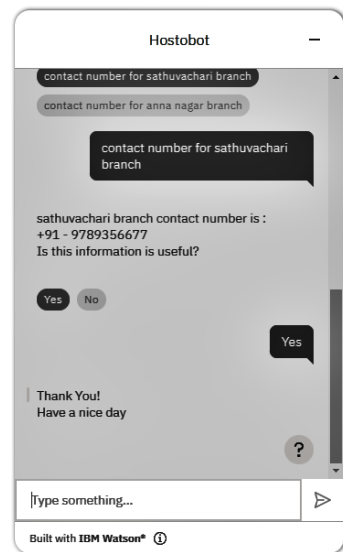 Hostobot
contact number for sathuvachari branch
contact number for anna nagar branch
contact number for sathuvachari
branch
sathuvachari branch contact number is :
+91 - 9789356677
Is this information is useful?
Yes No
Yes
Thank You!
Have a nice day
?
Type something...
Built with IBM Watson®